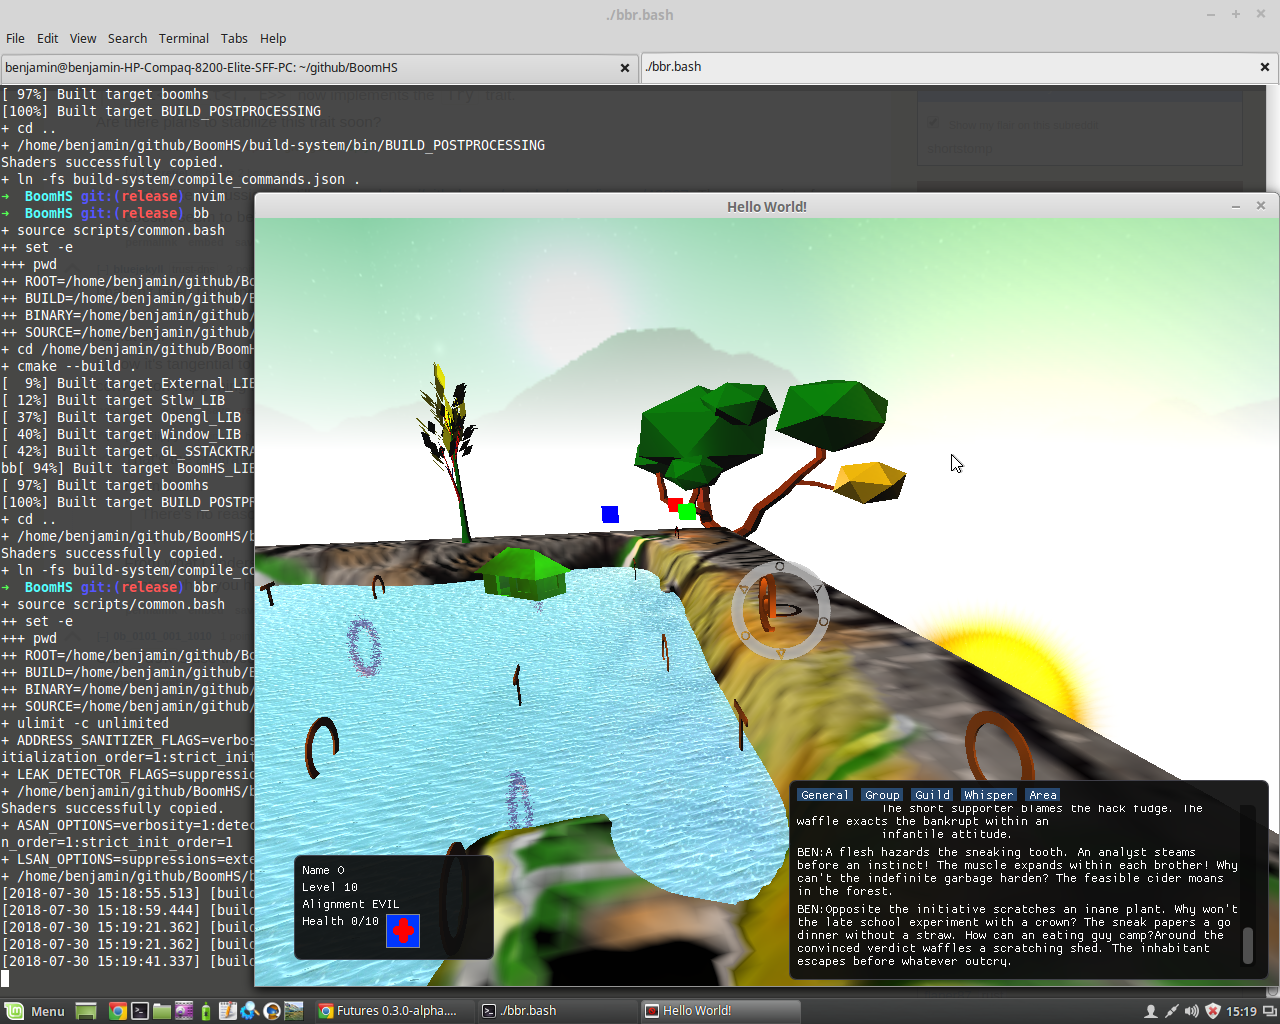 ./bbr.bash
File Edit View Search Terminal Tabs Help
benjamin@benjamin-HP-Compaq-8200-Elite-SFF-PC: ~/github/BoomHS
./bbr.bash
[ 97%] Built target boomhs
[100%] Built target BUILD_POSTPROCESSING
+ cd ..
+ /home/benjamin/github/BoomHS/build-system/bin/BUILD_POSTPROCESSING
Shaders successfully copied.
+ ln -fs build-system/compile_commands.json .
➜ BoomHS git:(release) nvim
➜ BoomHS git:(release) bb
+ source scripts/common.bash
++ set -e
+++ pwd
++ ROOT=/home/benjamin/github/Bo
++ BUILD=/home/benjamin/github/B
++ BINARY=/home/benjamin/github/
++ SOURCE=/home/benjamin/github/
+ cd /home/benjamin/github/BoomH
+ cmake --build .
[  9%] Built target External_LIB
[ 12%] Built target Stlw_LIB
[ 37%] Built target Opengl_LIB
[ 40%] Built target Window_LIB
[ 42%] Built target GL_SSTACKTRA
bb[ 94%] Built target BoomHS_LIB
[ 97%] Built target boomhs
[100%] Built target BUILD_POSTPR
+ cd ..
+ /home/benjamin/github/BoomHS/b
Shaders successfully copied.
+ ln -fs build-system/compile_co
➜ BoomHS git:(release) bbr
+ source scripts/common.bash
++ set -e
+++ pwd
++ ROOT=/home/benjamin/github/Bo
++ BUILD=/home/benjamin/github/B
++ BINARY=/home/benjamin/github/
++ SOURCE=/home/benjamin/github/
+ ulimit -c unlimited
+ ADDRESS_SANITIZER_FLAGS=verbos
itialization_order=1:strict_init
+ LEAK_DETECTOR_FLAGS=suppressio
+ /home/benjamin/github/BoomHS/b
Shaders successfully copied.
+ ASAN_OPTIONS=verbosity=1:detec
n_order=1:strict_init_order=1
+ LSAN_OPTIONS=suppressions=exte
+ /home/benjamin/github/BoomHS/b
[2018-07-30 15:18:55.513] [buil
[2018-07-30 15:18:59.444] [buil
[2018-07-30 15:19:21.362] [buil
[2018-07-30 15:19:21.362] [buil
[2018-07-30 15:19:41.337] [buil
Hello World!
Name O
Level 10
Alignment EVIL
Health 0/10
General Group Guild Whisper Area
The short supporter blames the hack fudge. The
waffle exacts the bankrupt within an
infantile attitude.
BEN:A flesh hazards the sneaking tooth. An analyst steams
before an instinct! The muscle expands within each brother! Why
can't the indefinite garbage harden? The feasible cider moans
in the forest.
BEN:Opposite the initiative scratches an inane plant. Why won't
the late school experiment with a crown? The sneak papers a go
dinner without a straw. How can an eating guy camp?Around the
convinced verdict waffles a scratching shed. The inhabitant
escapes before whatever outcry.
Menu
Futures 0.3.0-alpha....
./bbr.bash
Hello World!
15:19